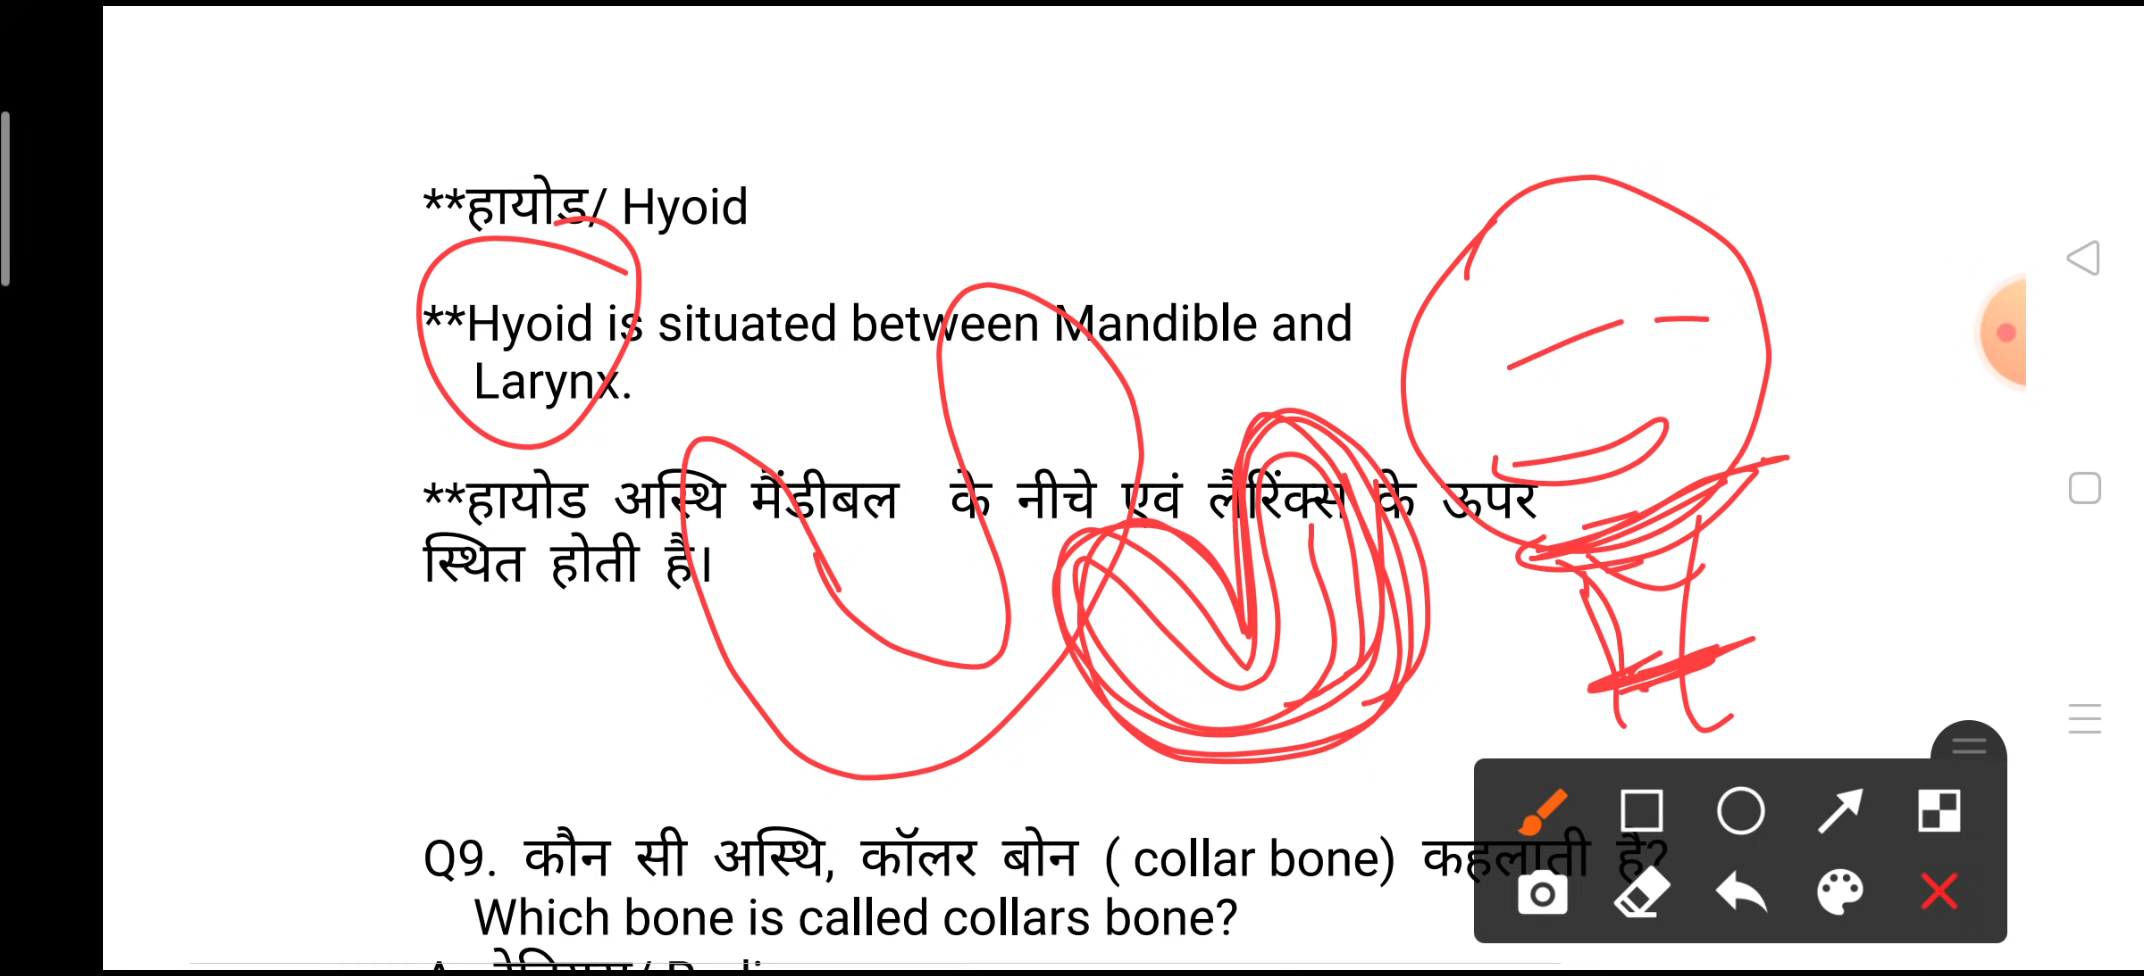 **हायोड/ Hyoid
**Hyoid is situated between Mandible and
Larynx.
**हायोड अस्थि मैंडीबल के नीचे एवं लैरिंक्स के ऊपर
स्थित होती है।
Q9. कौन सी अस्थि, कॉलर बोन ( collar bone) कहलाती है?
Which bone is called collars bone?